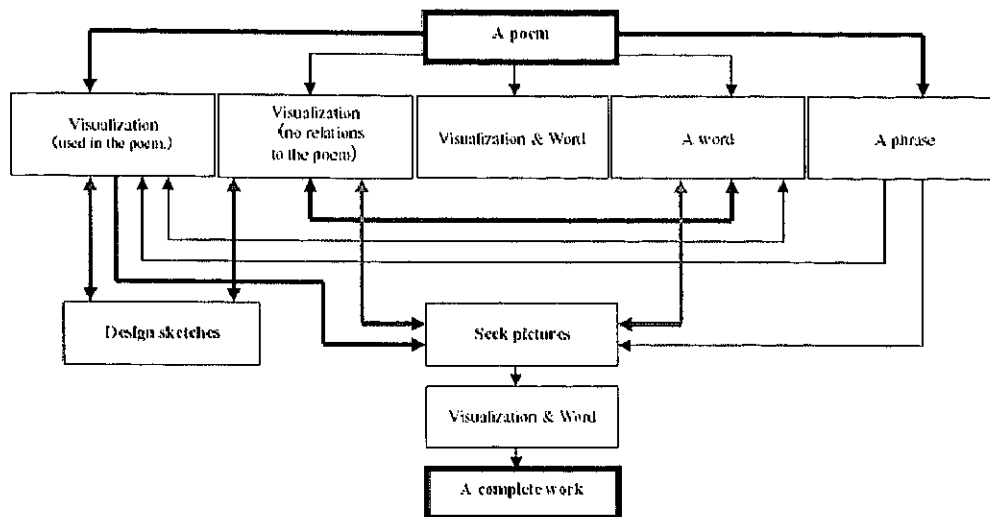 A poem
Visualization
(used in the poem.)
Visualization
(no relations
to the poem)
Visualization & Word
A word
A phrase
Design sketches
Seek pictures
Visualization & Word
A complete work